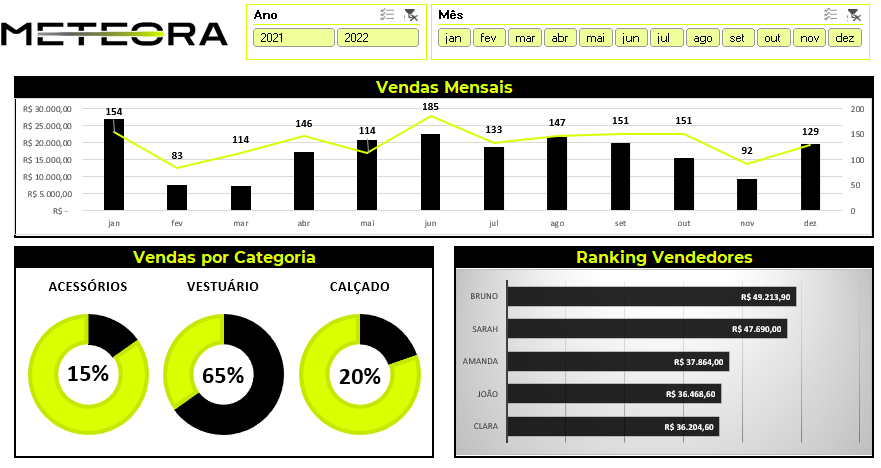 METEORA
Ano
2021 2022
Mês
jan fev mar abr mai jun jul ago set out nov dez
Vendas Mensais
R$ 30.000,00
R$ 25.000,00
R$ 20.000,00
R$ 15.000,00
R$ 10.000,00
R$ 5.000,00
R$ -
154 83 114 146 114 185 133 147 151 151 92 129
200
150
100
50
0
jan fev mar abr mai jun jul ago set out nov dez
Vendas por Categoria
ACESSÓRIOS VESTUÁRIO CALÇADO
15% 65% 20%
Ranking Vendedores
BRUNO R$ 49.213,90
SARAH R$ 47.690,00
AMANDA R$ 37.864,00
JOÃO R$ 36.468,60
CLARA R$ 36.204,60